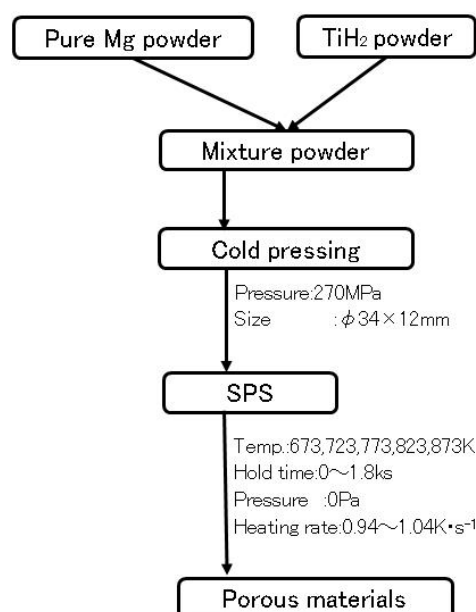 Pure Mg powder
TiH₂ powder
Mixture powder
Cold pressing
Pressure:270MPa
Size :φ34×12mm
SPS
Temp.:673,723,773,823,873K
Hold time:0～1.8ks
Pressure :0Pa
Heating rate:0.94～1.04K・s⁻¹
Porous materials